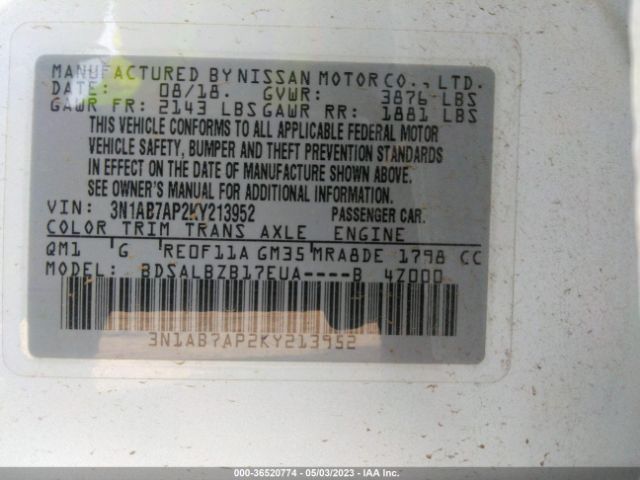 MANUFACTURED BY NISSAN MOTOR CO., LTD.
DATE: 08/18. GVWR: 3876 LBS
GAWR FR: 2143 LBS GAWR RR: 1881 LBS
THIS VEHICLE CONFORMS TO ALL APPLICABLE FEDERAL MOTOR
VEHICLE SAFETY, BUMPER AND THEFT PREVENTION STANDARDS
IN EFFECT ON THE DATE OF MANUFACTURE SHOWN ABOVE.
SEE OWNER'S MANUAL FOR ADDITIONAL INFORMATION.
VIN: 3N1AB7AP2KY213952 PASSENGER CAR.
COLOR TRIM TRANS AXLE ENGINE
QM1 G RE0F11A GM35 MRA8DE 1798 CC
MODEL: BDSALBZB17EUA----B 4Z000
3N1AB7AP2KY213952
000-36520774 - 05/03/2023 - IAA Inc.